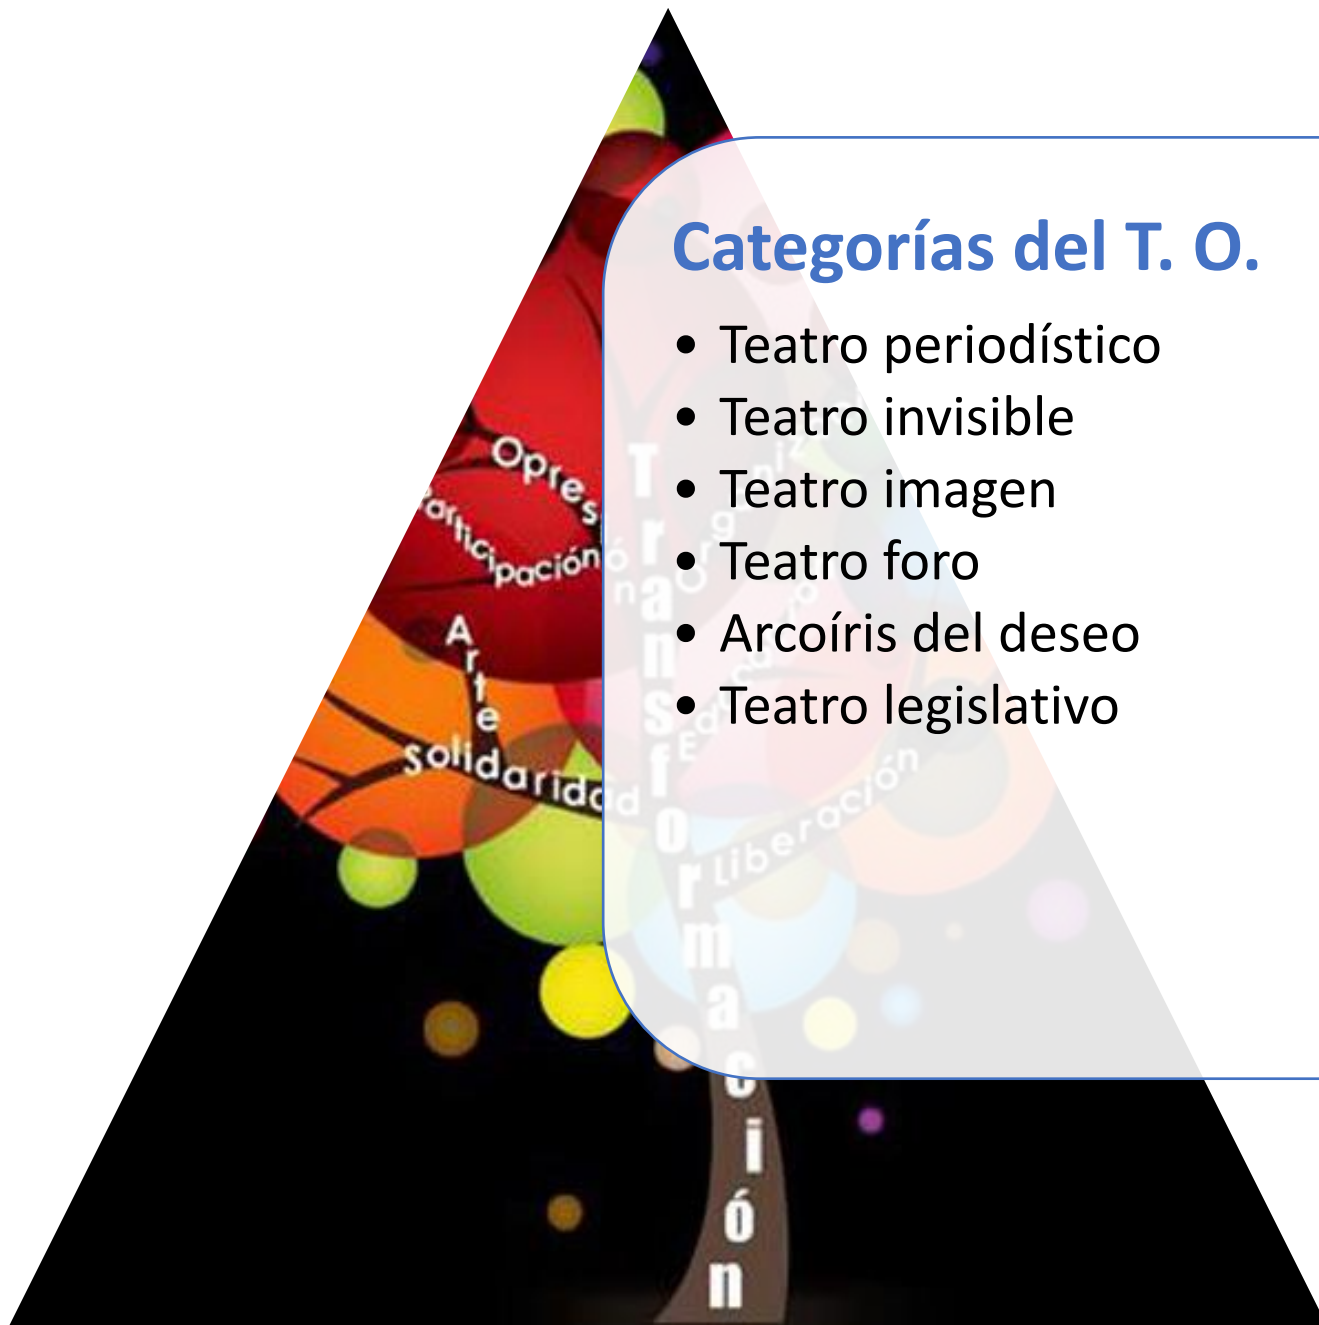 Categorías del T. O.
• Teatro periodístico
• Teatro invisible
• Teatro imagen
• Teatro foro
• Arcoíris del deseo
• Teatro legislativo
Participación
Arte
Solidaridad
Liberación
Transformación